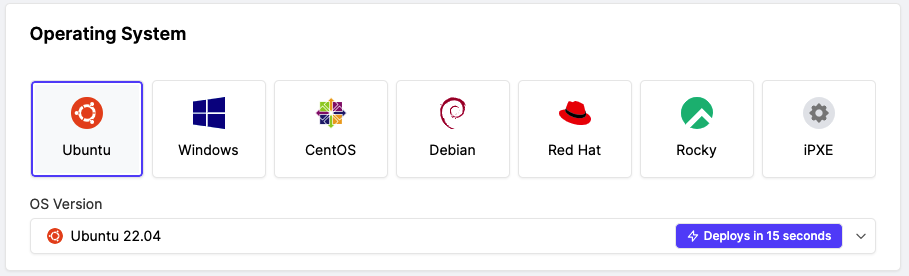 Operating System
Ubuntu Windows CentOS Debian Red Hat Rocky iPXE
OS Version
Ubuntu 22.04 Deploys in 15 seconds